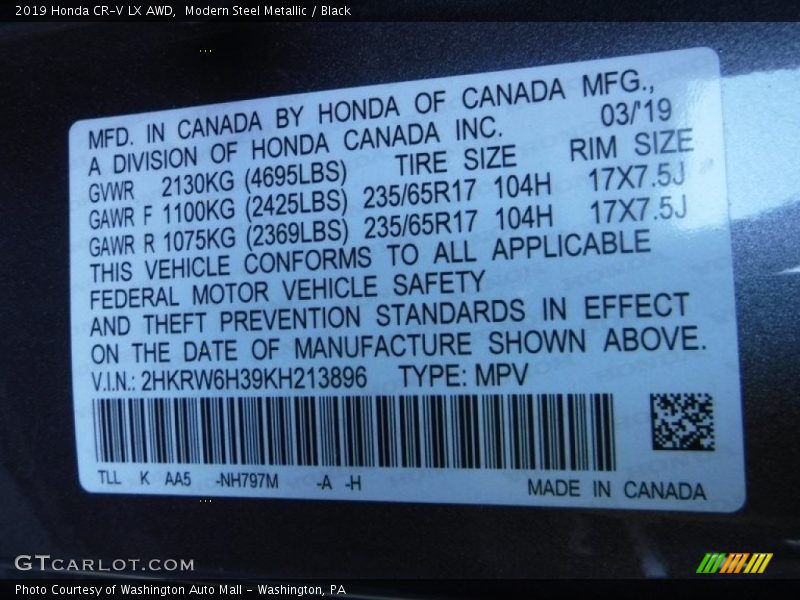 2019 Honda CR-V LX AWD,  Modern Steel Metallic / Black
MFD. IN CANADA BY HONDA OF CANADA MFG.,
A DIVISION OF HONDA CANADA INC. 03/'19
GVWR 2130KG (4695LBS) TIRE SIZE RIM SIZE
GAWR F 1100KG (2425LBS) 235/65R17 104H 17X7.5J
GAWR R 1075KG (2369LBS) 235/65R17 104H 17X7.5J
THIS VEHICLE CONFORMS TO ALL APPLICABLE
FEDERAL MOTOR VEHICLE SAFETY
AND THEFT PREVENTION STANDARDS IN EFFECT
ON THE DATE OF MANUFACTURE SHOWN ABOVE.
V.I.N.: 2HKRW6H39KH213896 TYPE: MPV
TLL K AA5 -NH797M -A -H MADE IN CANADA
GTCARLOT.COM
Photo Courtesy of Washington Auto Mall - Washington, PA